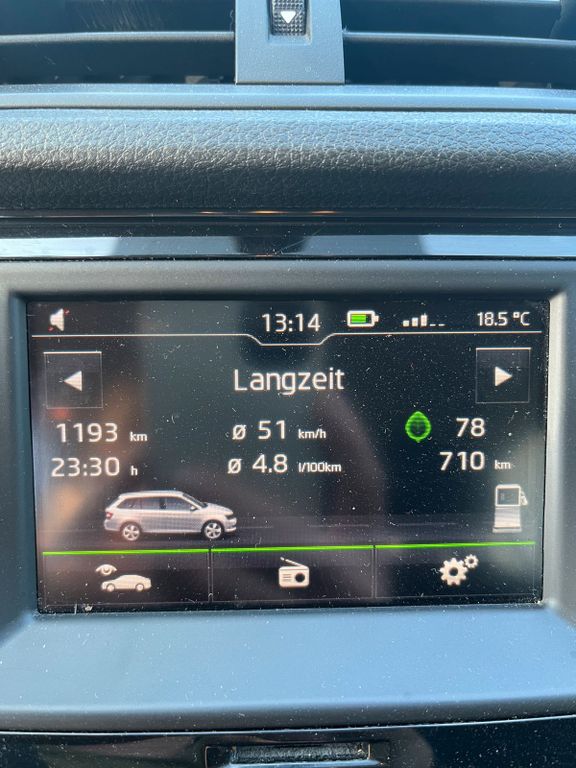 13:14 18.5 °C
Langzeit
1193 km Ø 51 km/h 78
23:30 h Ø 4.8 l/100km 710 km